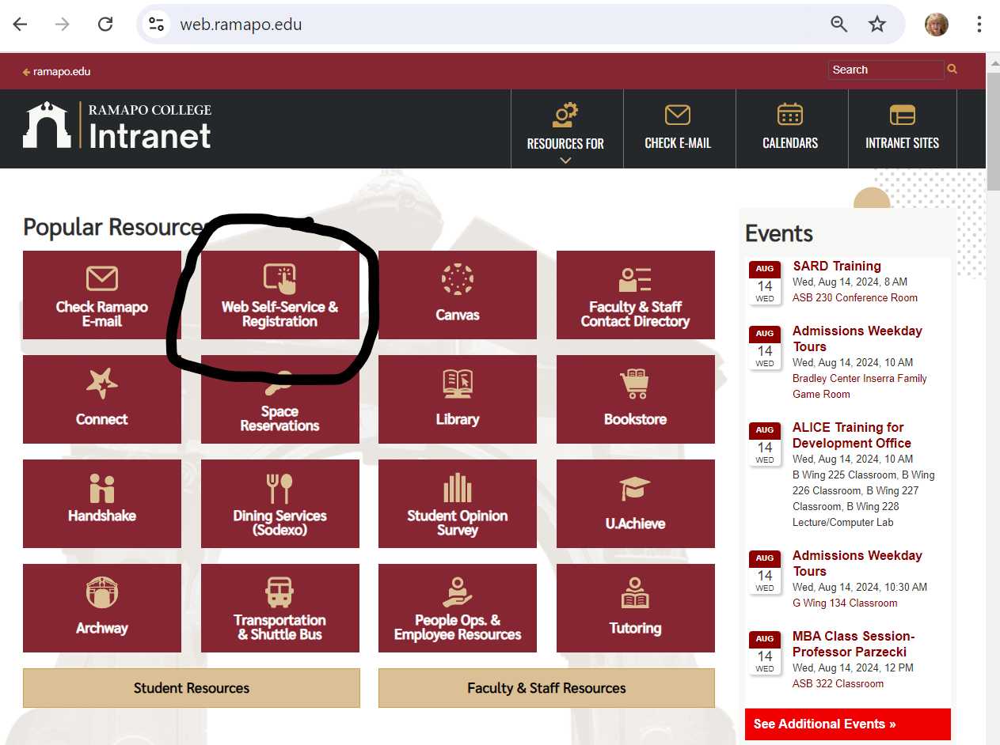 web.ramapo.edu
ramapo.edu
Search
RAMAPO COLLEGE
Intranet
RESOURCES FOR
CHECK E-MAIL
CALENDARS
INTRANET SITES
Popular Resources
Check Ramapo
E-mail
Web Self-Service &
Registration
Canvas
Faculty & Staff
Contact Directory
Connect
Space
Reservations
Library
Bookstore
Handshake
Dining Services
(Sodexo)
Student Opinion
Survey
U.Achieve
Archway
Transportation
& Shuttle Bus
People Ops. &
Employee Resources
Tutoring
Student Resources
Faculty & Staff Resources
Events
AUG
14
WED
SARD Training
Wed, Aug 14, 2024, 8 AM
ASB 230 Conference Room
AUG
14
WED
Admissions Weekday
Tours
Wed, Aug 14, 2024, 10 AM
Bradley Center Inserra Family
Game Room
AUG
14
WED
ALICE Training for
Development Office
Wed, Aug 14, 2024, 10 AM
B Wing 225 Classroom, B Wing
226 Classroom, B Wing 227
Classroom, B Wing 228
Lecture/Computer Lab
AUG
14
WED
Admissions Weekday
Tours
Wed, Aug 14, 2024, 10:30 AM
G Wing 134 Classroom
AUG
14
WED
MBA Class Session-
Professor Parzecki
Wed, Aug 14, 2024, 12 PM
ASB 322 Classroom
See Additional Events »